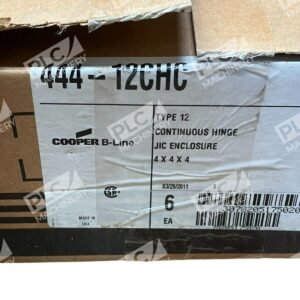 444-12CHC
TYPE 12
CONTINUOUS HINGE
COOPER B-Line
JIC ENCLOSURE
4 X 4 X 4
03/29/2011
6
EA
MADE IN
USA
PLC
MACHINERY